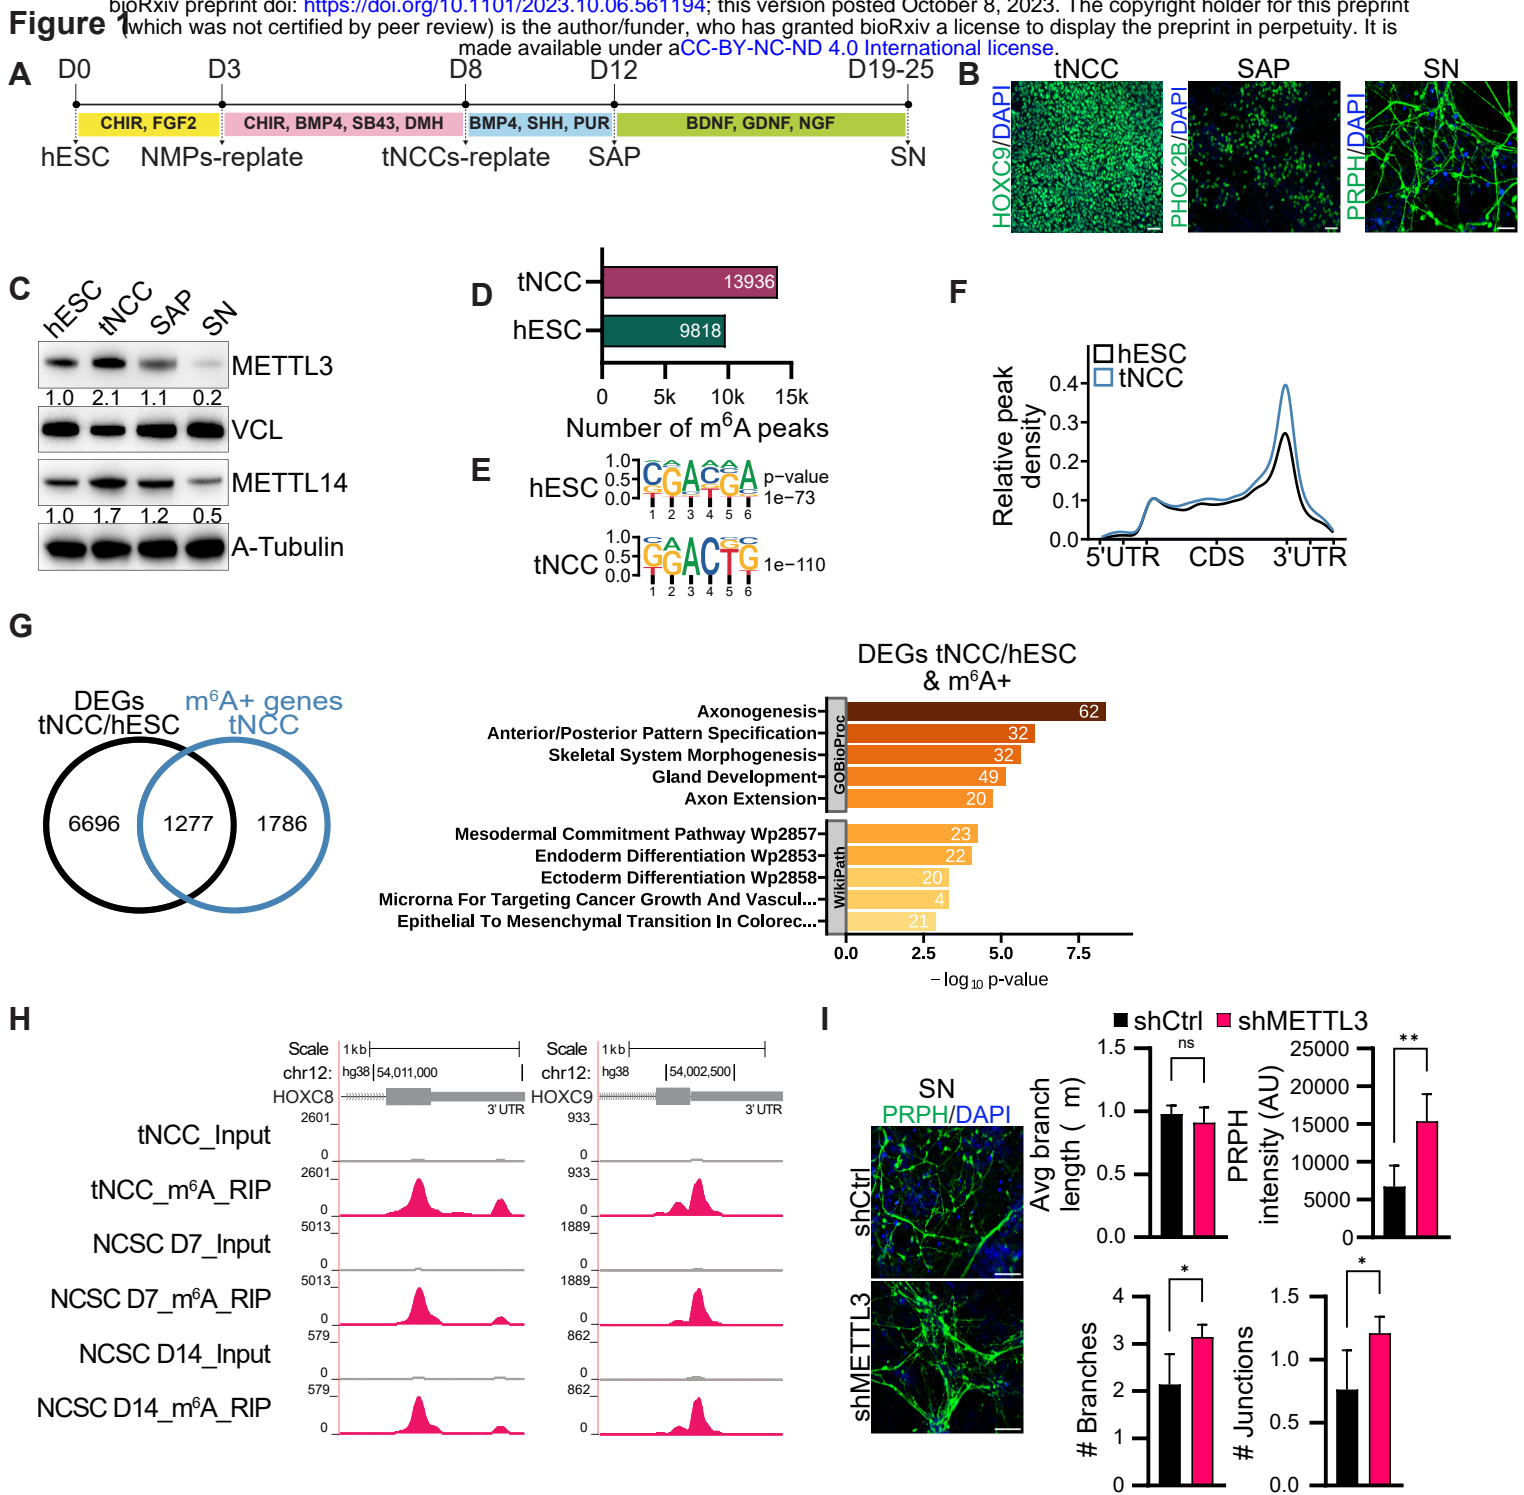 bioRxiv preprint doi: https://doi.org/10.1101/2023.10.06.561194; this version posted October 8, 2023. The copyright holder for this preprint
(which was not certified by peer review) is the author/funder, who has granted bioRxiv a license to display the preprint in perpetuity. It is
made available under aCC-BY-NC-ND 4.0 International license.
Figure 1
A
D0 D3 D8 D12 D19-25
CHIR, FGF2 CHIR, BMP4, SB43, DMH BMP4, SHH, PUR BDNF, GDNF, NGF
hESC NMPs-replate tNCCs-replate SAP SN
B
tNCC SAP SN
HOXC9/DAPI
PHOX2B/DAPI
PRPH/DAPI
C
hESC tNCC SAP SN
METTL3
1.0 2.1 1.1 0.2
VCL
METTL14
1.0 1.7 1.2 0.5
A-Tubulin
D
tNCC 13936
hESC 9818
0 5k 10k 15k
Number of m⁶A peaks
E
hESC
1.0
0.5
0.0
1 2 3 4 5 6
p-value
1e−73
tNCC
1.0
0.5
0.0
1 2 3 4 5 6
1e−110
F
hESC
tNCC
Relative peak
density
0.4
0.3
0.2
0.1
0.0
5'UTR CDS 3'UTR
G
DEGs
tNCC/hESC
m⁶A+ genes
tNCC
6696 1277 1786
DEGs tNCC/hESC
& m⁶A+
GOBioProc
Axonogenesis 62
Anterior/Posterior Pattern Specification 32
Skeletal System Morphogenesis 32
Gland Development 49
Axon Extension 20
WikiPath
Mesodermal Commitment Pathway Wp2857 23
Endoderm Differentiation Wp2853 22
Ectoderm Differentiation Wp2858 20
Microrna For Targeting Cancer Growth And Vascul... 4
Epithelial To Mesenchymal Transition In Colorec... 21
0.0 2.5 5.0 7.5
−log₁₀ p-value
H
Scale 1 kb Scale 1 kb
chr12: hg38 54,011,000 chr12: hg38 54,002,500
HOXC8 3' UTR HOXC9 3' UTR
tNCC_Input 2601 0 933 0
tNCC_m⁶A_RIP 2601 0 933 0
NCSC D7_Input 5013 0 1889 0
NCSC D7_m⁶A_RIP 5013 0 1889 0
NCSC D14_Input 579 0 862 0
NCSC D14_m⁶A_RIP 579 0 862 0
I
shCtrl shMETTL3
SN
PRPH/DAPI
shCtrl
shMETTL3
Avg branch
length ( m)
1.5
1.0
0.5
0.0
ns
PRPH
intensity (AU)
25000
20000
15000
10000
5000
0
**
# Branches
4
3
2
1
0
*
# Junctions
1.5
1.0
0.5
0.0
*